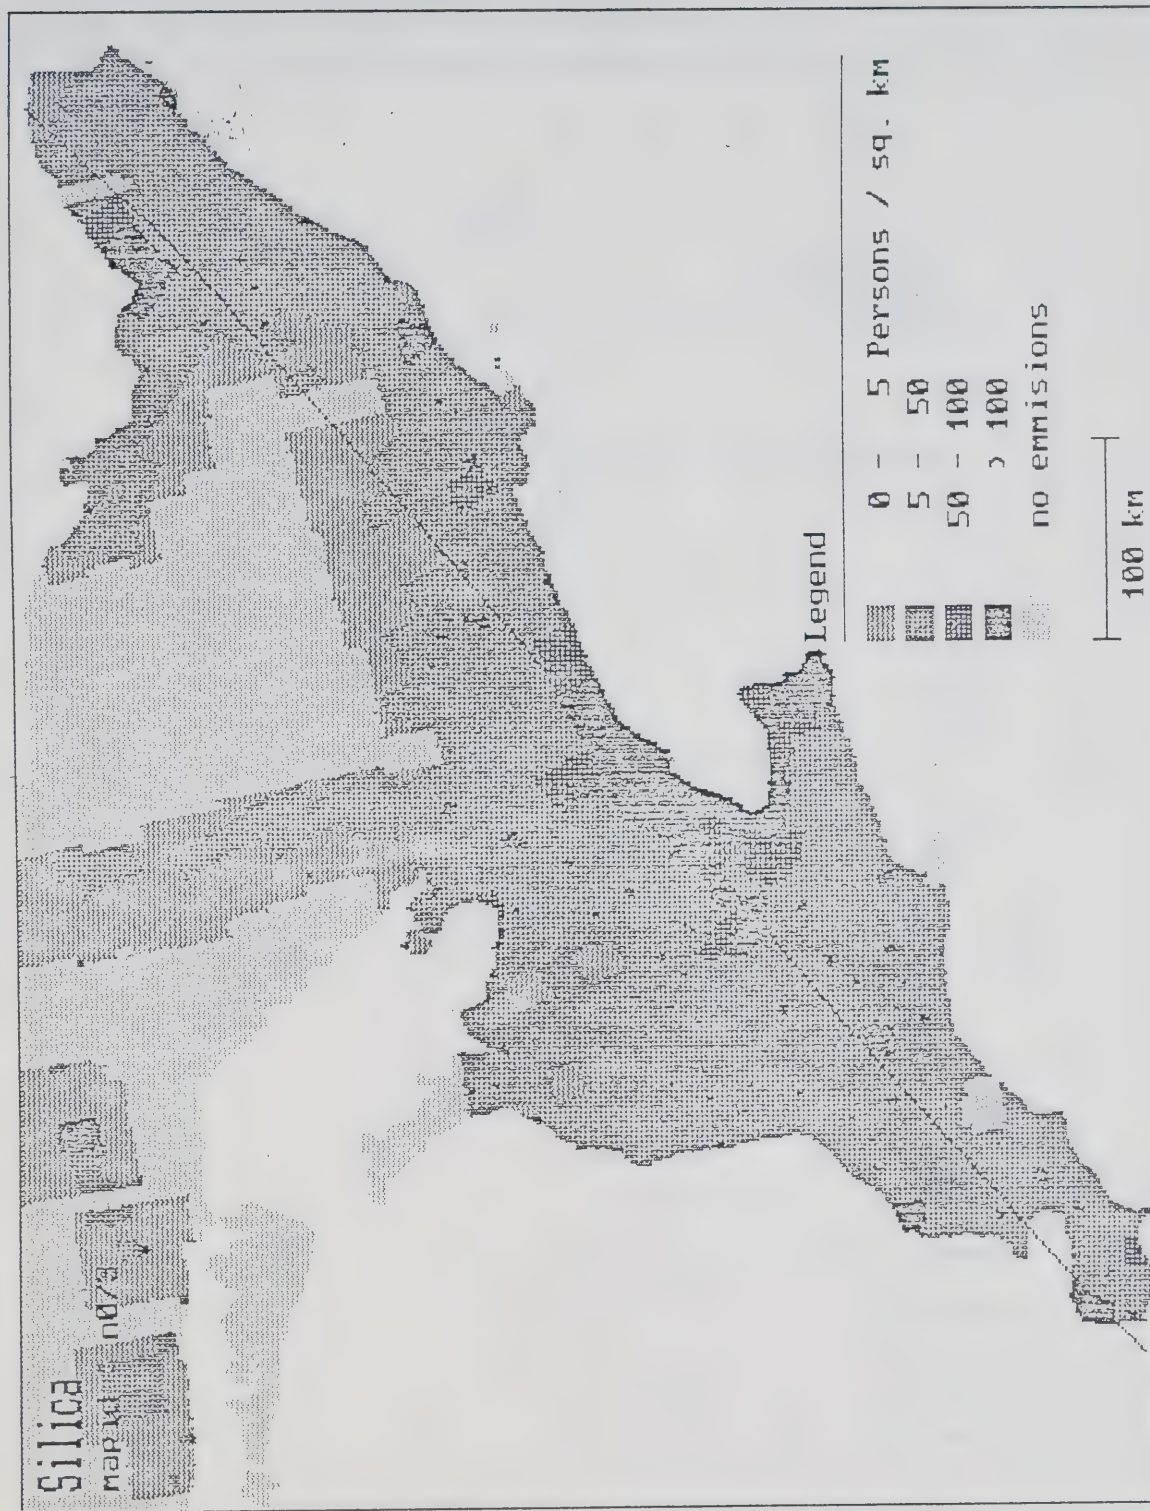 Silica
Legend
0 - 5 Persons / sq. km
5 - 50
50 - 100
> 100
no emmisions
100 km